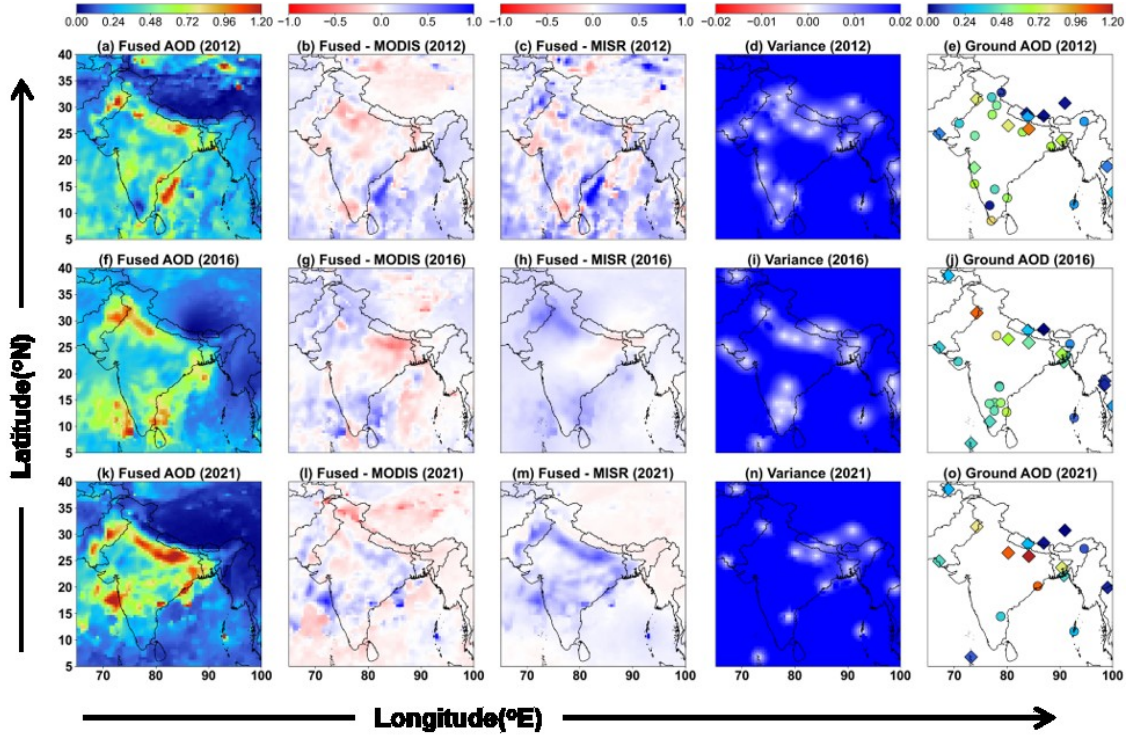 0.00 0.24 0.48 0.72 0.96 1.20
−1.0 −0.5 0.0 0.5 1.0
−1.0 −0.5 0.0 0.5 1.0
−0.02 −0.01 0.00 0.01 0.02
0.00 0.24 0.48 0.72 0.96 1.20
(a) Fused AOD (2012)
(b) Fused - MODIS (2012)
(c) Fused - MISR (2012)
(d) Variance (2012)
(e) Ground AOD (2012)
40
35
30
25
20
15
10
5
(f) Fused AOD (2016)
(g) Fused - MODIS (2016)
(h) Fused - MISR (2016)
(i) Variance (2016)
(j) Ground AOD (2016)
40
35
30
25
20
15
10
5
(k) Fused AOD (2021)
(l) Fused - MODIS (2021)
(m) Fused - MISR (2021)
(n) Variance (2021)
(o) Ground AOD (2021)
40
35
30
25
20
15
10
5
70 80 90 100
70 80 90 100
70 80 90 100
70 80 90 100
70 80 90 100
Latitude(ºN)
Longitude(ºE)